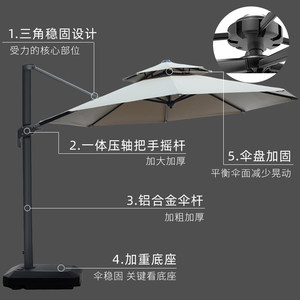 1.三角稳固设计
受力的核心部位
2.一体压轴把手摇杆
加大加厚
5.伞盘加固
平衡伞面减少晃动
3.铝合金伞杆
加粗加厚
4.加重底座
伞稳固 关键看底座